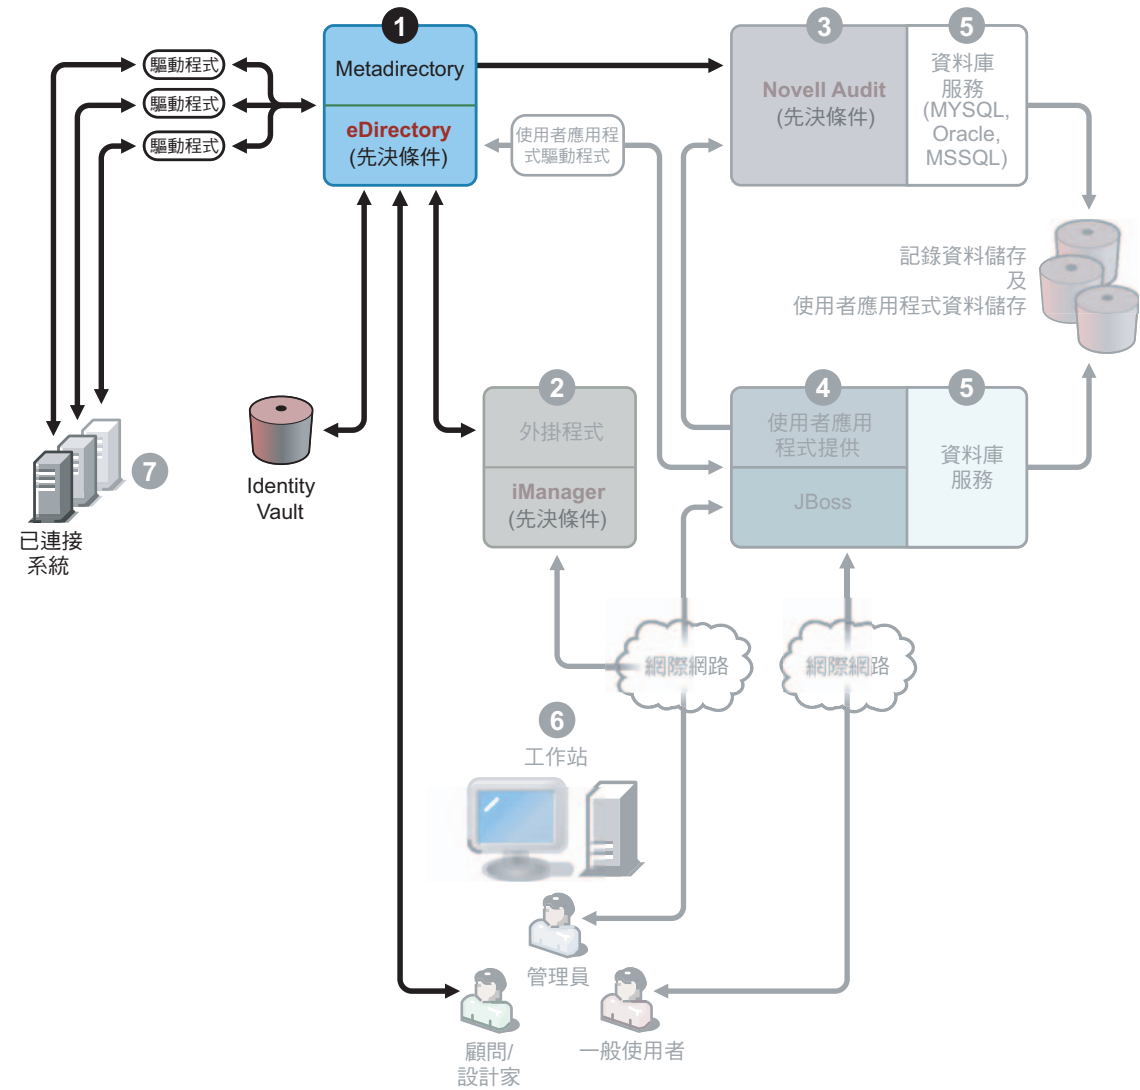 1
3
5
驅動程式
驅動程式
驅動程式
Metadirectory
eDirectory
(先決條件)
使用者應用程
式驅動程式
Novell Audit
(先決條件)
資料庫
服務
(MYSQL,
Oracle,
MSSQL)
記錄資料儲存
及
使用者應用程式資料儲存
2
4
5
外掛程式
iManager
(先決條件)
使用者應用
程式提供
JBoss
資料庫
服務
Identity
Vault
7
已連接
系統
網際網路
網際網路
6
工作站
管理員
顧問/
設計家
一般使用者